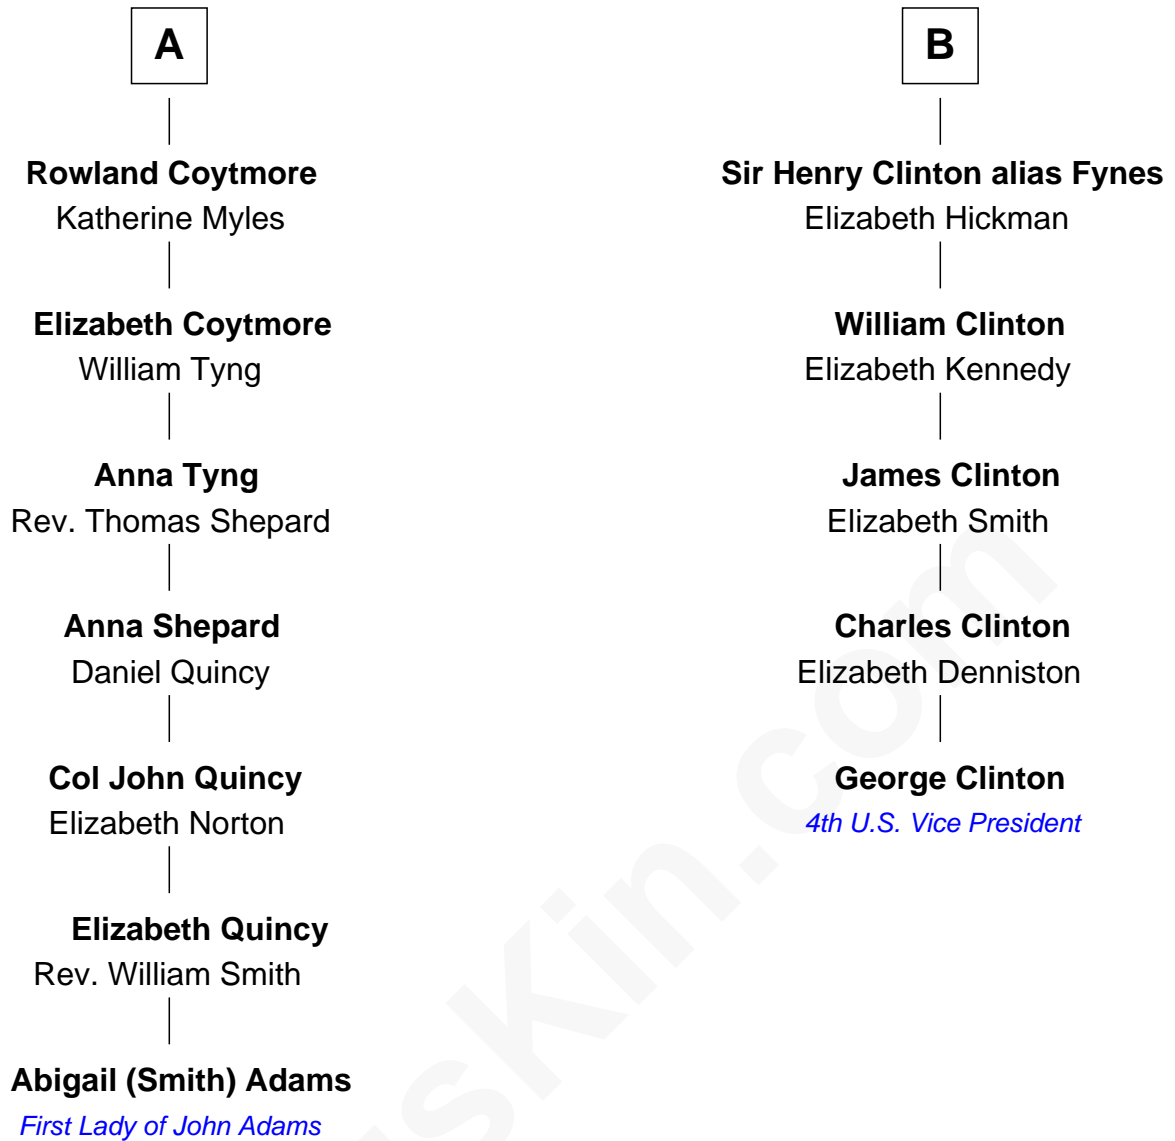 A
Rowland Coytmore
Katherine Myles
Elizabeth Coytmore
William Tyng
Anna Tyng
Rev. Thomas Shepard
Anna Shepard
Daniel Quincy
Col John Quincy
Elizabeth Norton
Elizabeth Quincy
Rev. William Smith
Abigail (Smith) Adams
First Lady of John Adams
B
Sir Henry Clinton alias Fynes
Elizabeth Hickman
William Clinton
Elizabeth Kennedy
James Clinton
Elizabeth Smith
Charles Clinton
Elizabeth Denniston
George Clinton
4th U.S. Vice President